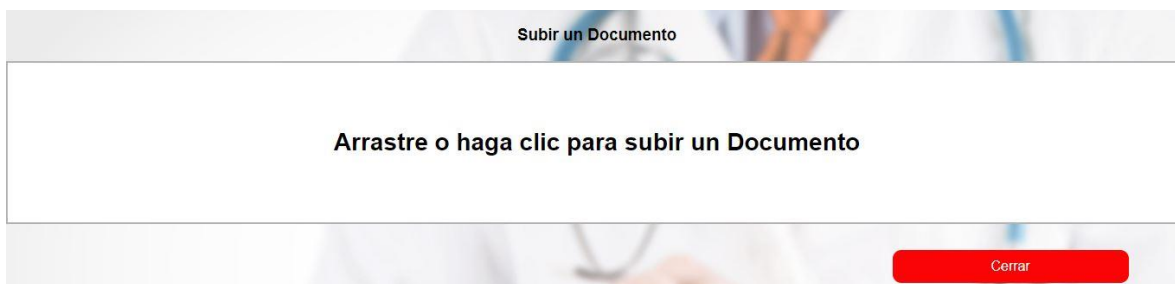 Subir un Documento
Arrastre o haga clic para subir un Documento
Cerrar